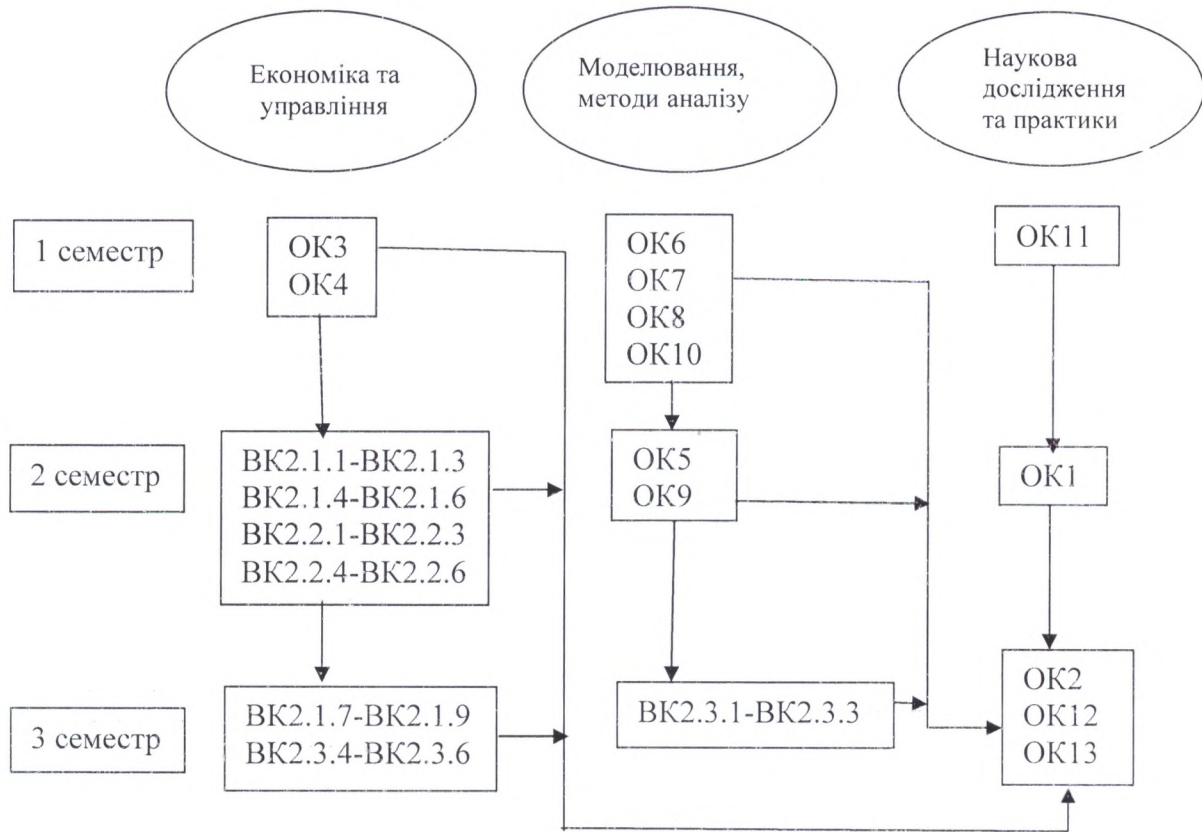 Економіка та
управління
Моделювання,
методи аналізу
Наукова
дослідження
та практики
1 семестр
ОК3
ОК4
ОК6
ОК7
ОК8
ОК10
ОК11
2 семестр
ВК2.1.1-ВК2.1.3
ВК2.1.4-ВК2.1.6
ВК2.2.1-ВК2.2.3
ВК2.2.4-ВК2.2.6
ОК5
ОК9
ОК1
3 семестр
ВК2.1.7-ВК2.1.9
ВК2.3.4-ВК2.3.6
ВК2.3.1-ВК2.3.3
ОК2
ОК12
ОК13